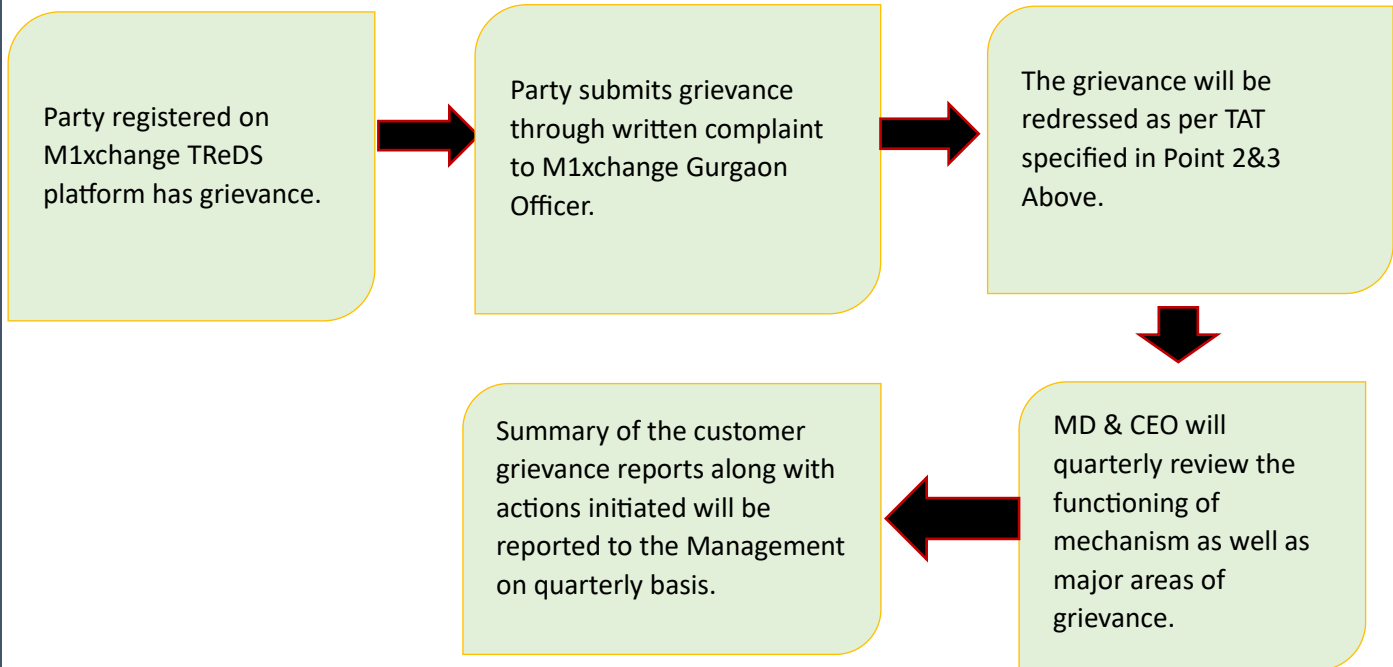 Party registered on
M1xchange TReDS
platform has grievance.
Party submits grievance
through written complaint
to M1xchange Gurgaon
Officer.
The grievance will be
redressed as per TAT
specified in Point 2&3
Above.
MD & CEO will
quarterly review the
functioning of
mechanism as well as
major areas of
grievance.
Summary of the customer
grievance reports along with
actions initiated will be
reported to the Management
on quarterly basis.